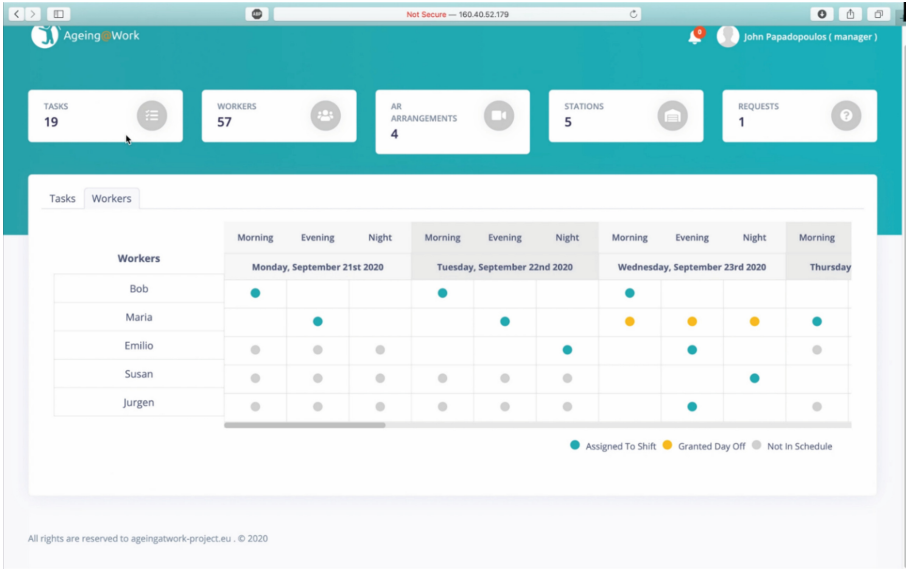 Not Secure — 160.40.52.179
Ageing@Work
9
John Papadopoulos ( manager )
TASKS
19
WORKERS
57
AR
ARRANGEMENTS
4
STATIONS
5
REQUESTS
1
Tasks Workers
Morning Evening Night Morning Evening Night Morning Evening Night Morning
Workers
Monday, September 21st 2020 Tuesday, September 22nd 2020 Wednesday, September 23rd 2020 Thursday
Bob
Maria
Emilio
Susan
Jurgen
Assigned To Shift Granted Day Off Not In Schedule
All rights are reserved to ageingatwork-project.eu . © 2020